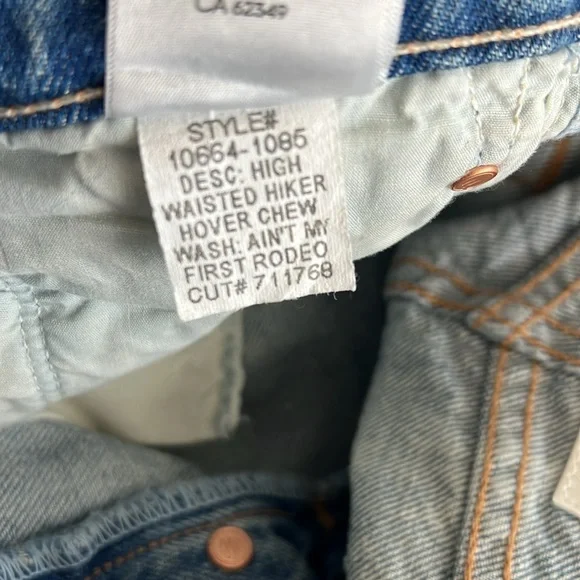 CA 62349
STYLE#
10664-1085
DESC: HIGH
WAISTED HIKER
HOVER CHEW
WASH: AIN'T MY
FIRST RODEO
CUT# 711768